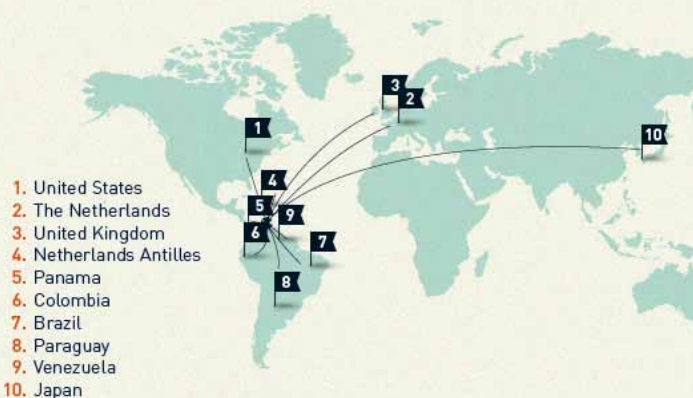 3
2
1
10
4
5
9
6
7
8
1. United States
2. The Netherlands
3. United Kingdom
4. Netherlands Antilles
5. Panama
6. Colombia
7. Brazil
8. Paraguay
9. Venezuela
10. Japan